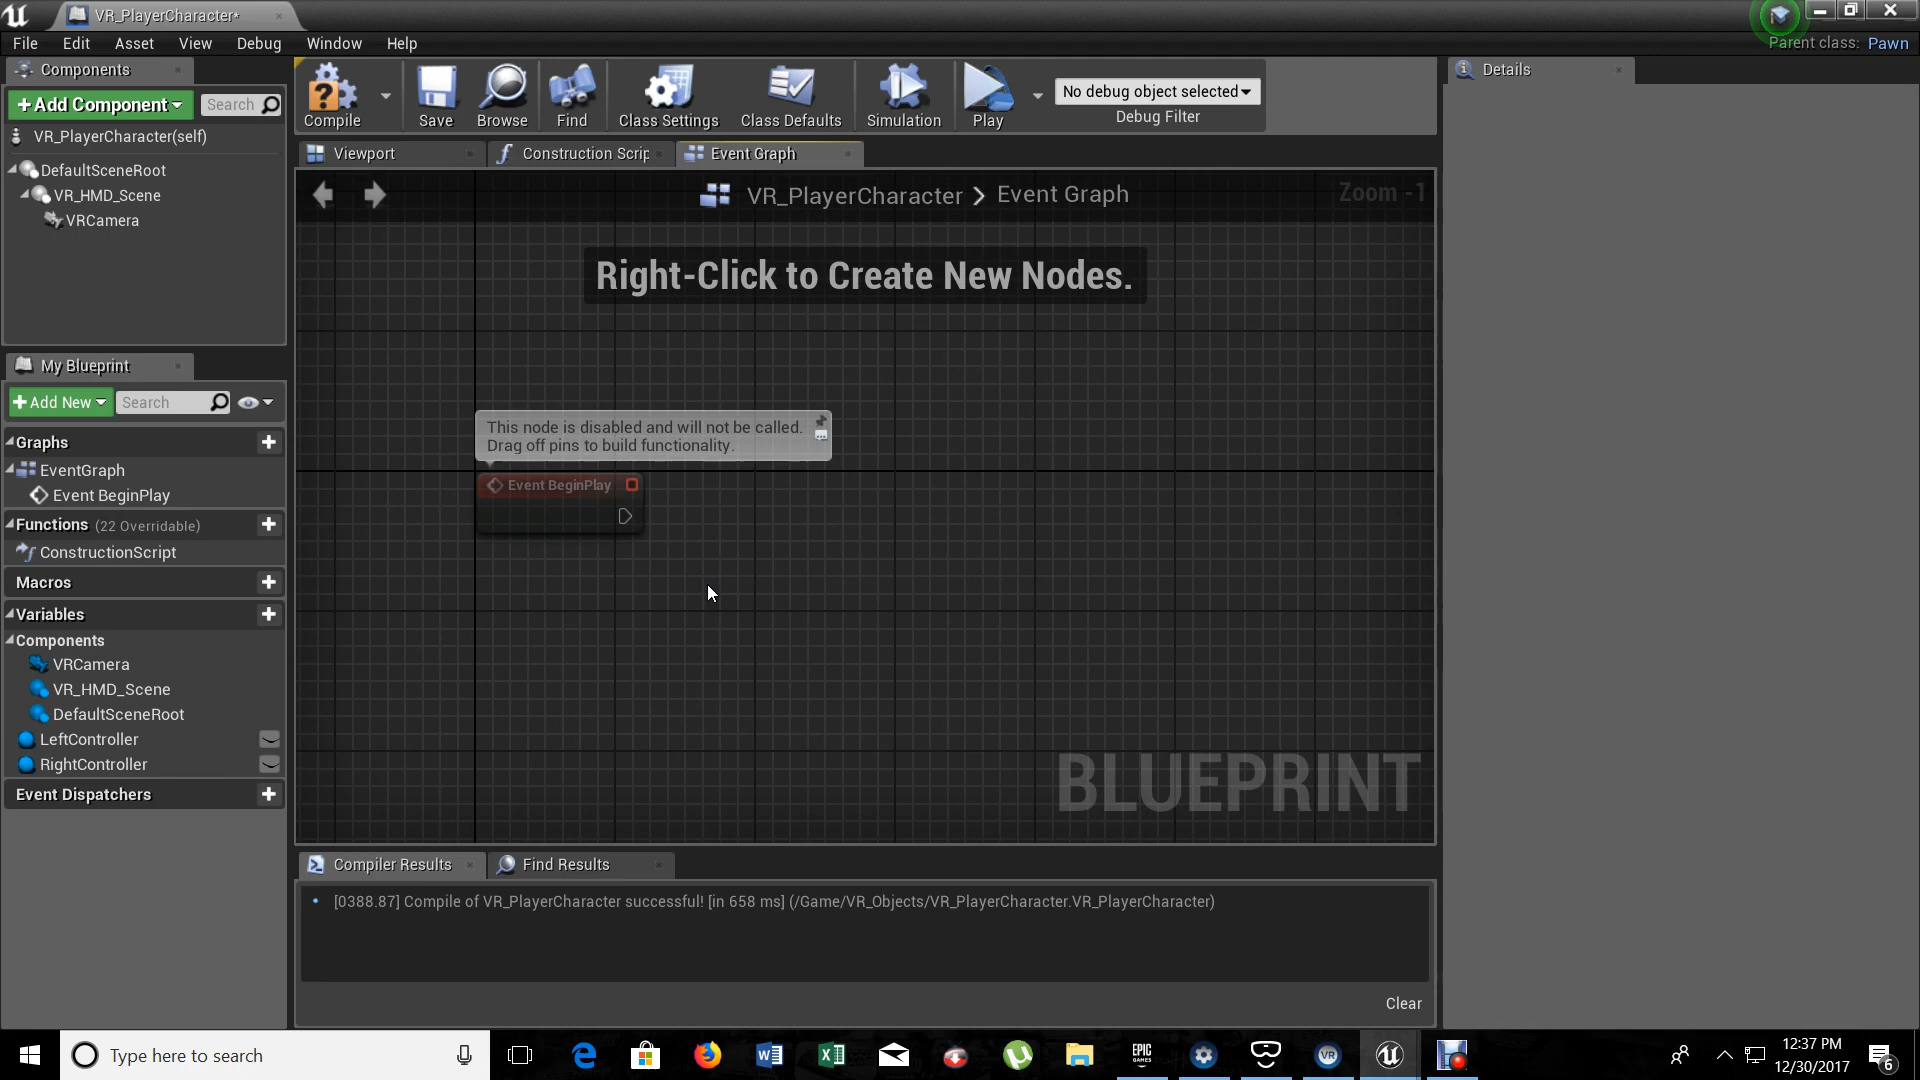 VR_PlayerCharacter*
File Edit Asset View Debug Window Help
Parent class: Pawn
Components
+Add Component
Search
VR_PlayerCharacter(self)
DefaultSceneRoot
VR_HMD_Scene
VRCamera
Compile
Save
Browse
Find
Class Settings
Class Defaults
Simulation
Play
No debug object selected
Debug Filter
Details
Viewport
Construction Scrip
Event Graph
VR_PlayerCharacter > Event Graph
Zoom -1
Right-Click to Create New Nodes.
This node is disabled and will not be called.
Drag off pins to build functionality.
Event BeginPlay
BLUEPRINT
My Blueprint
+Add New
Search
Graphs
EventGraph
Event BeginPlay
Functions (22 Overridable)
ConstructionScript
Macros
Variables
Components
VRCamera
VR_HMD_Scene
DefaultSceneRoot
LeftController
RightController
Event Dispatchers
Compiler Results
Find Results
[0388.87] Compile of VR_PlayerCharacter successful! [in 658 ms] (/Game/VR_Objects/VR_PlayerCharacter.VR_PlayerCharacter)
Clear
Type here to search
EPIC
GAMES
VR
12:37 PM
12/30/2017
6